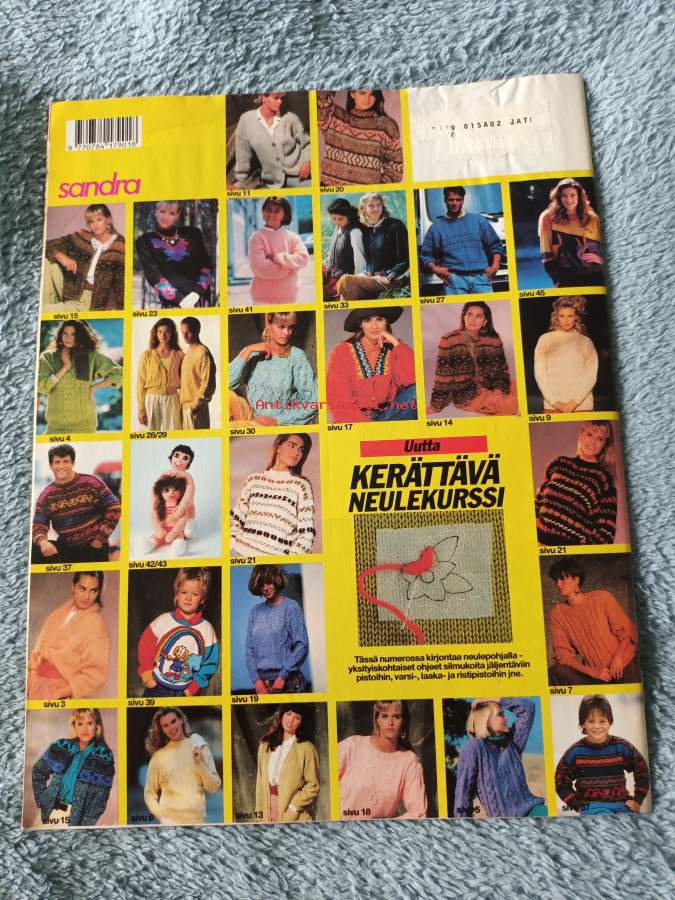 9 770784 179018
01SA02 JAT
sandra
sivu 11
sivu 20
sivu 15
sivu 23
sivu 41
sivu 33
sivu 27
sivu 45
sivu 4
sivu 28/29
sivu 30
sivu 17
sivu 14
sivu 9
Antikvariaatti.net
Uutta
KERÄTTÄVÄ
NEULEKURSSI
sivu 37
sivu 42/43
sivu 21
sivu 21
Tässä numerossa kirjontaa neulepohjalla -
yksityiskohtaiset ohjeet silmukoita jäljentäviin
pistoihin, varsi-, laaka- ja ristipistoihin jne.
sivu 3
sivu 39
sivu 19
sivu 7
sivu 15
sivu 13
sivu 18